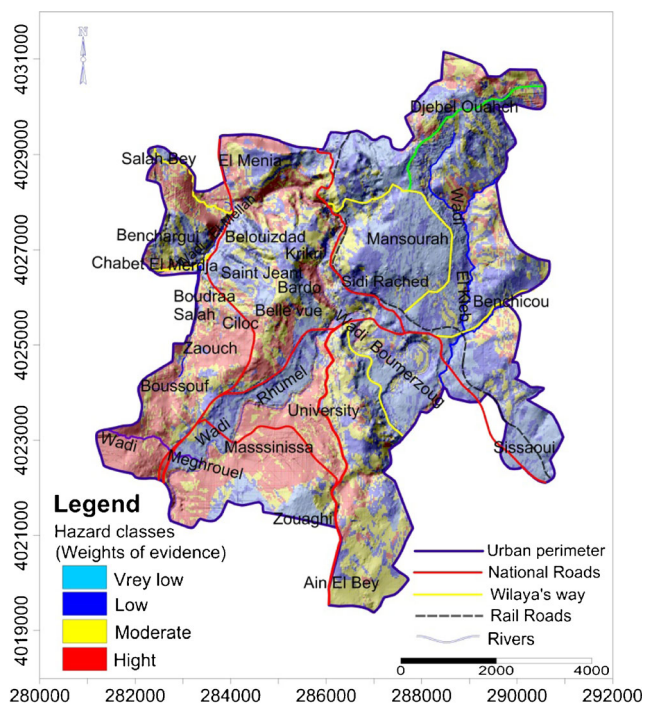 N
4031000
4029000
4027000
4025000
4023000
4021000
4019000
Djebel Ouahch
Salah Bey
El Menia
Wadi El Kleb
Mellah
Benchargui
Belouizdad
Mansourah
Krikri
Chabet El Merdja
Saint Jeant
Sidi Rached
Bardo
Boudraa
Salah
Benchicou
Belle vue
Ciloc
Wadi Boumerzoug
Zaouch
Boussouf
Wadi Rhumel
University
Wadi
Meghrouel
Masssinissa
Sissaoui
Zouaghi
Ain El Bey
Legend
Hazard classes
(Weights of evidence)
Vrey low
Low
Moderate
Hight
Urban perimeter
National Roads
Wilaya's way
Rail Roads
Rivers
0 2000 4000
280000 282000 284000 286000 288000 290000 292000